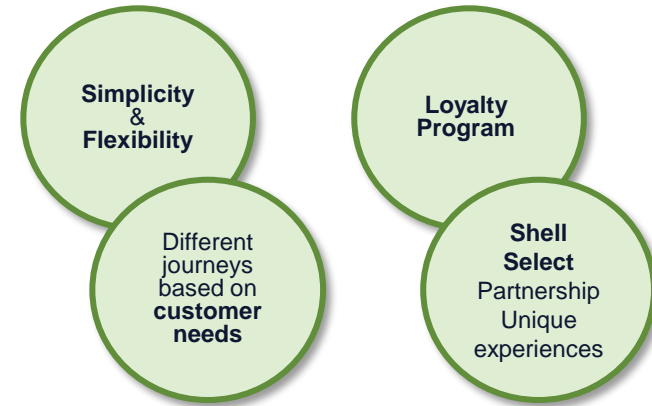 Simplicity
&
Flexibility
Different
journeys
based on
customer
needs
Loyalty
Program
Shell
Select
Partnership
Unique
experiences